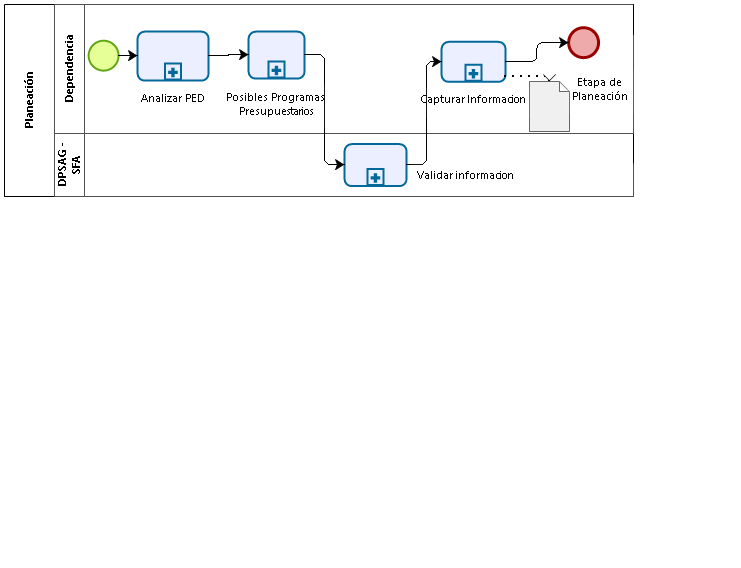 Planeación
Dependencia
Analizar PED
Posibles Programas
Presupuestarios
Capturar Informacion
Etapa de
Planeación
DPSAG -
SFA
Validar informacion